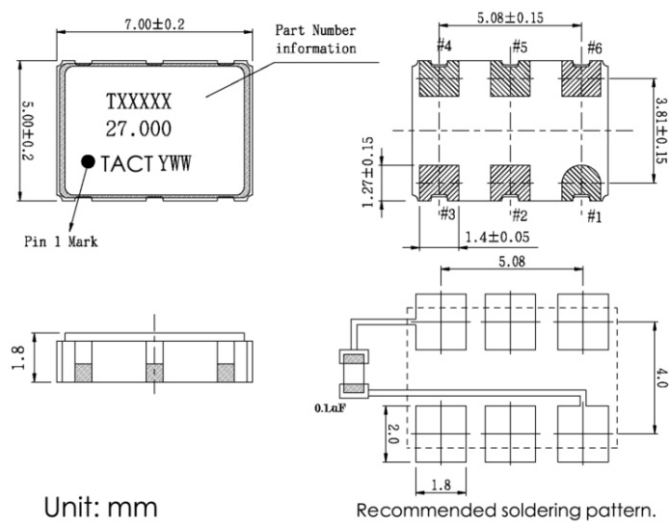 7.00±0.2
Part Number
information
5.00±0.2
TXXXXX
27.000
TACT YWW
Pin 1 Mark
5.08±0.15
#4
#5
#6
3.81±0.15
1.27±0.15
#3
#2
#1
1.4±0.05
1.8
5.08
0.1uF
4.0
2.0
1.8
Unit: mm
Recommended soldering pattern.